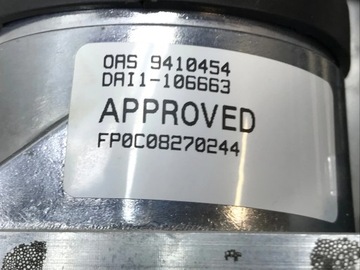 OAS 9410454
DAI1-106663
APPROVED
FP0C08270244